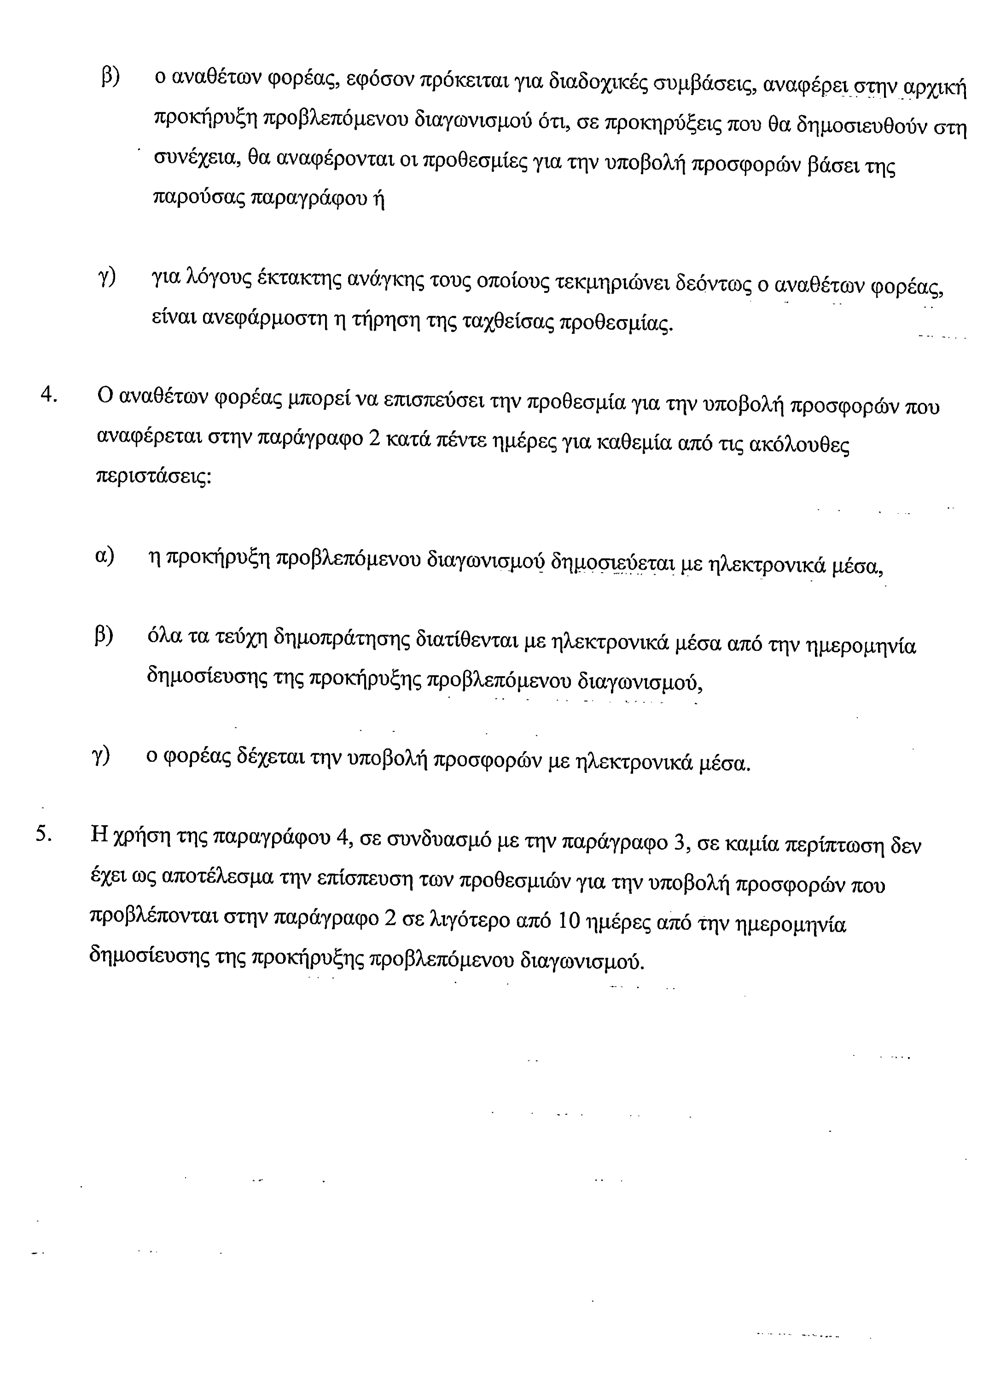 β) ο αναθέτων φορέας, εφόσον πρόκειται για διαδοχικές συμβάσεις, αναφέρει στην αρχική
προκήρυξη προβλεπόμενου διαγωνισμού ότι, σε προκηρύξεις που θα δημοσιευθούν στη
συνέχεια, θα αναφέρονται οι προθεσμίες για την υποβολή προσφορών βάσει της
παρούσας παραγράφου ή
γ) για λόγους έκτακτης ανάγκης τους οποίους τεκμηριώνει δεόντως ο αναθέτων φορέας,
είναι ανεφάρμοστη η τήρηση της ταχθείσας προθεσμίας.
4. Ο αναθέτων φορέας μπορεί να επισπεύσει την προθεσμία για την υποβολή προσφορών που
αναφέρεται στην παράγραφο 2 κατά πέντε ημέρες για καθεμία από τις ακόλουθες
περιστάσεις:
α) η προκήρυξη προβλεπόμενου διαγωνισμού δημοσιεύεται με ηλεκτρονικά μέσα,
β) όλα τα τεύχη δημοπράτησης διατίθενται με ηλεκτρονικά μέσα από την ημερομηνία
δημοσίευσης της προκήρυξης προβλεπόμενου διαγωνισμού,
γ) ο φορέας δέχεται την υποβολή προσφορών με ηλεκτρονικά μέσα.
5. Η χρήση της παραγράφου 4, σε συνδυασμό με την παράγραφο 3, σε καμία περίπτωση δεν
έχει ως αποτέλεσμα την επίσπευση των προθεσμιών για την υποβολή προσφορών που
προβλέπονται στην παράγραφο 2 σε λιγότερο από 10 ημέρες από την ημερομηνία
δημοσίευσης της προκήρυξης προβλεπόμενου διαγωνισμού.